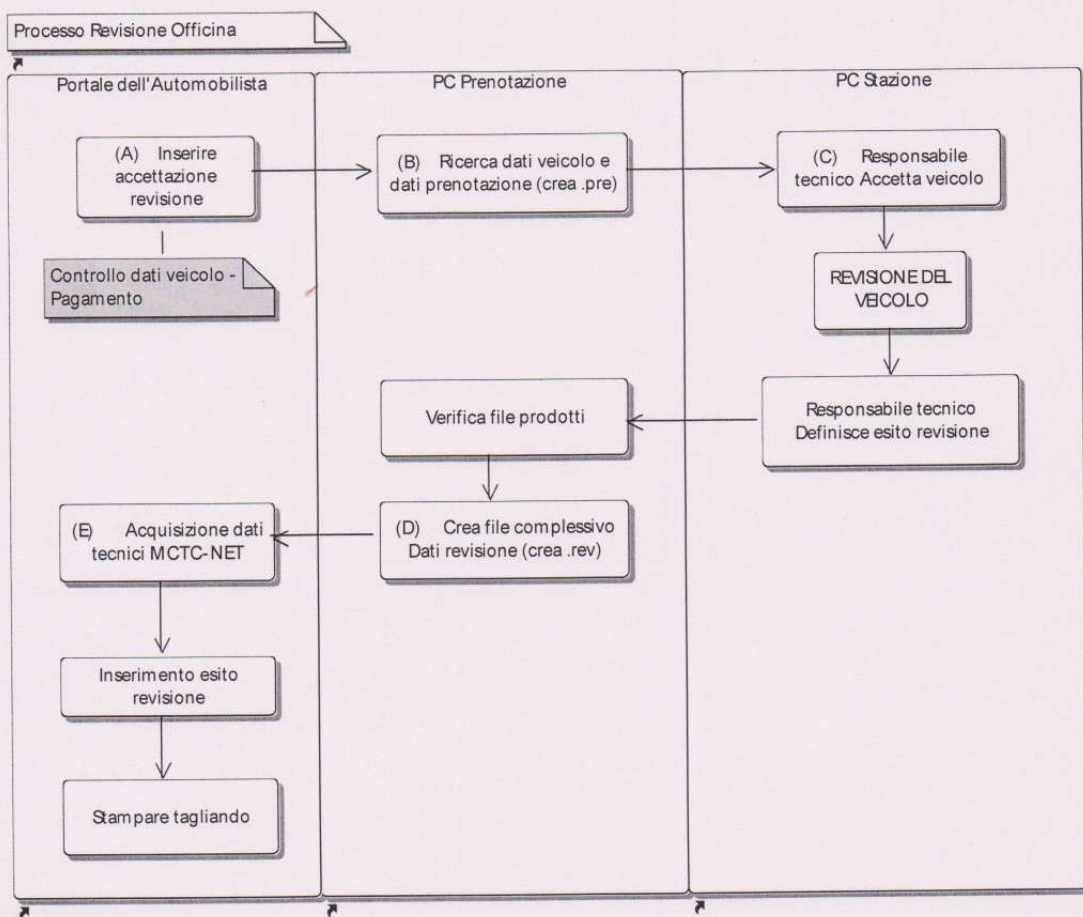 Processo Revisione Officina
Portale dell'Automobilista
PC Prenotazione
PC Stazione
(A) Inserire
accettazione
revisione
(B) Ricerca dati veicolo e
dati prenotazione (crea .pre)
(C) Responsabile
tecnico Accetta veicolo
Controllo dati veicolo -
Pagamento
REVISIONE DEL
VEICOLO
Verifica file prodotti
Responsabile tecnico
Definisce esito revisione
(E) Acquisizione dati
tecnici MCTC-NET
(D) Crea file complessivo
Dati revisione (crea .rev)
Inserimento esito
revisione
Stampare tagliando